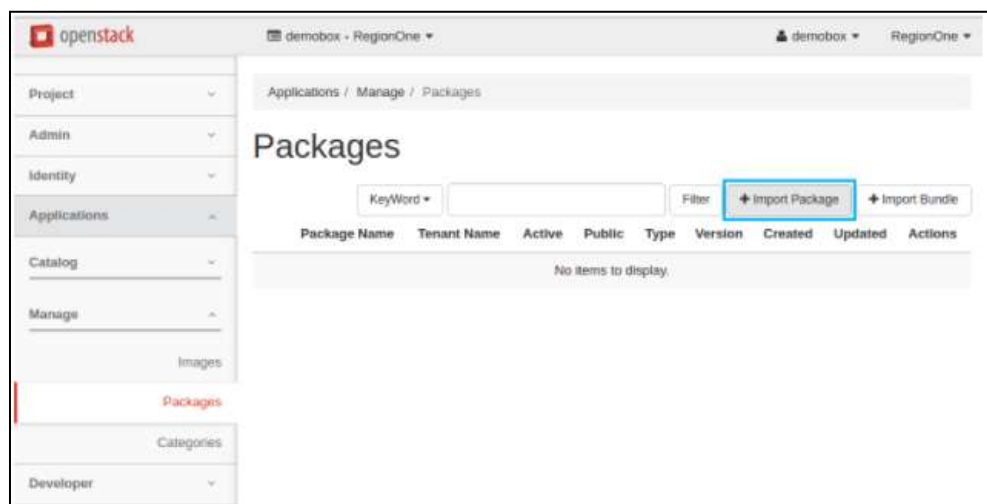 openstack
demobox - RegionOne
demobox
RegionOne
Project
Admin
Identity
Applications
Catalog
Manage
Images
Packages
Categories
Developer
Applications / Manage / Packages
Packages
KeyWord
Filter
+ Import Package
+ Import Bundle
Package Name Tenant Name Active Public Type Version Created Updated Actions
No items to display.